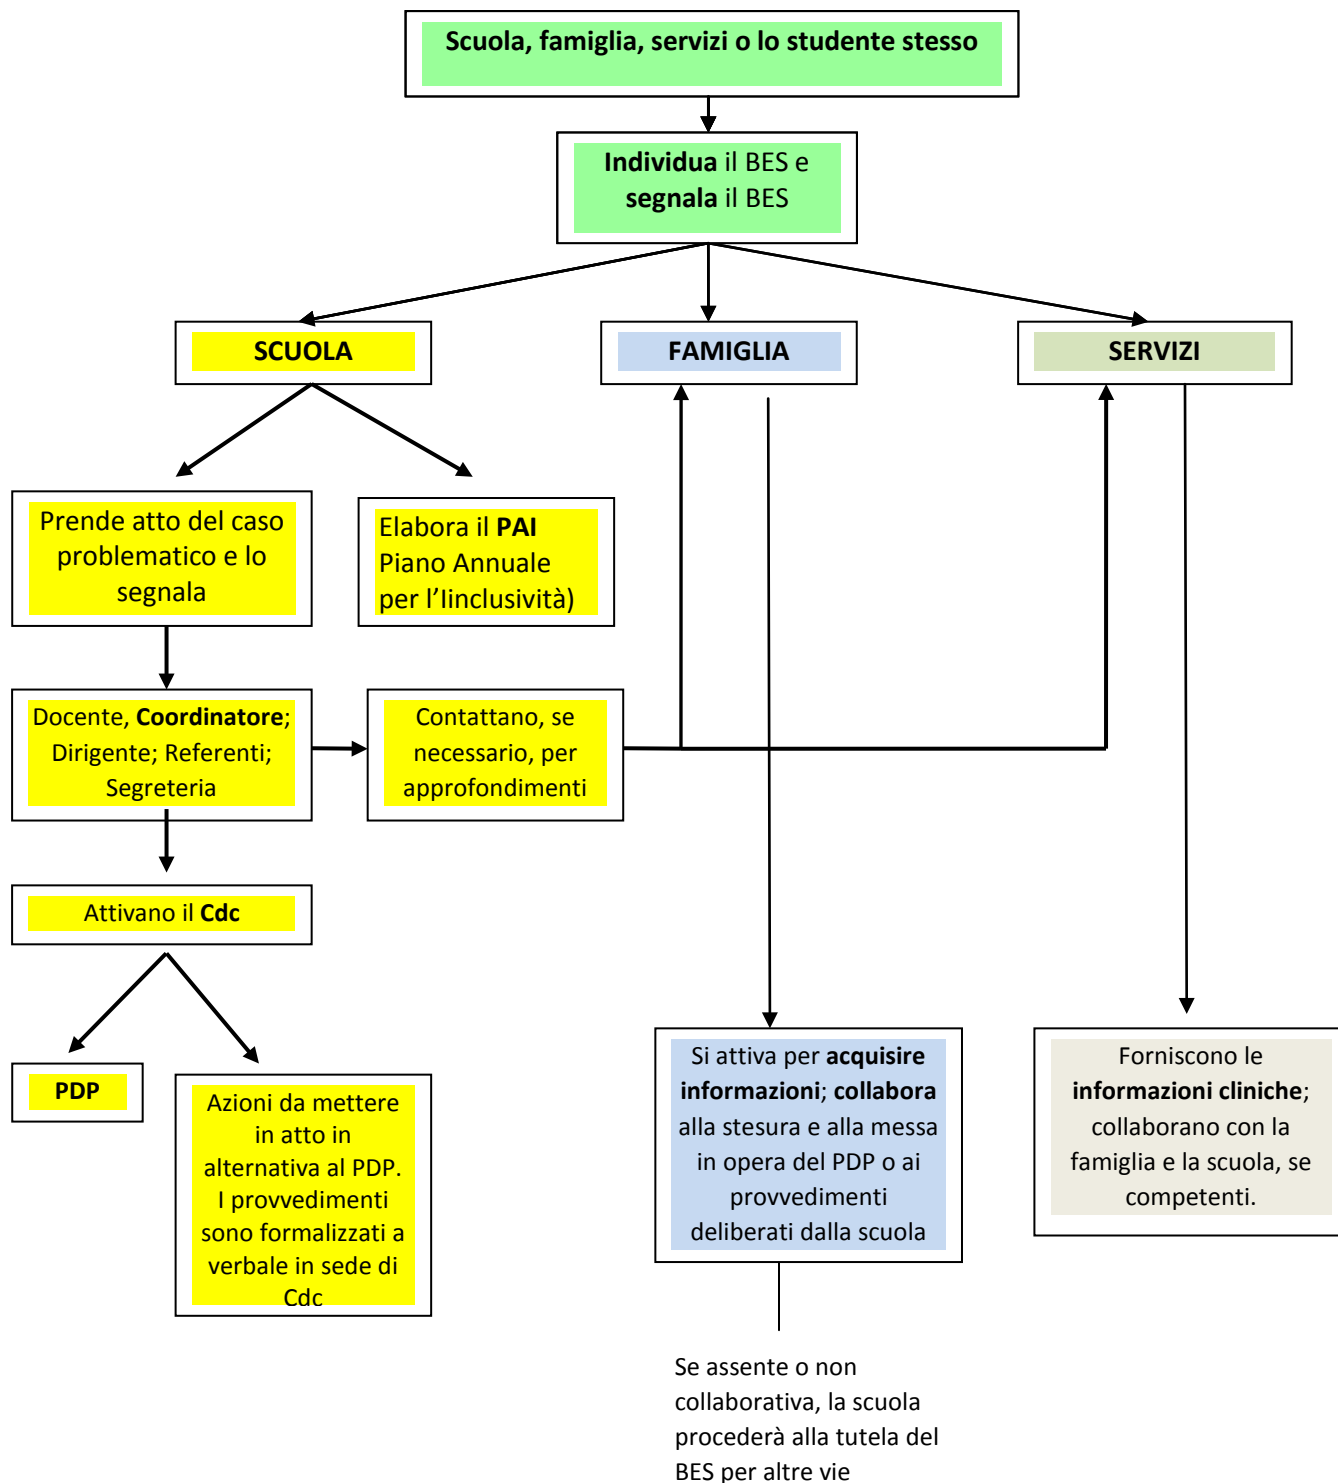 Scuola, famiglia, servizi o lo studente stesso
Individua il BES e
segnala il BES
SCUOLA
FAMIGLIA
SERVIZI
Prende atto del caso
problematico e lo
segnala
Elabora il PAI
Piano Annuale
per l'Iinclusività)
Docente, Coordinatore;
Dirigente; Referenti;
Segreteria
Contattano, se
necessario, per
approfondimenti
Attivano il Cdc
PDP
Azioni da mettere
in atto in
alternativa al PDP.
I provvedimenti
sono formalizzati a
verbale in sede di
Cdc
Si attiva per acquisire
informazioni; collabora
alla stesura e alla messa
in opera del PDP o ai
provvedimenti
deliberati dalla scuola
Forniscono le
informazioni cliniche;
collaborano con la
famiglia e la scuola, se
competenti.
Se assente o non
collaborativa, la scuola
procederà alla tutela del
BES per altre vie